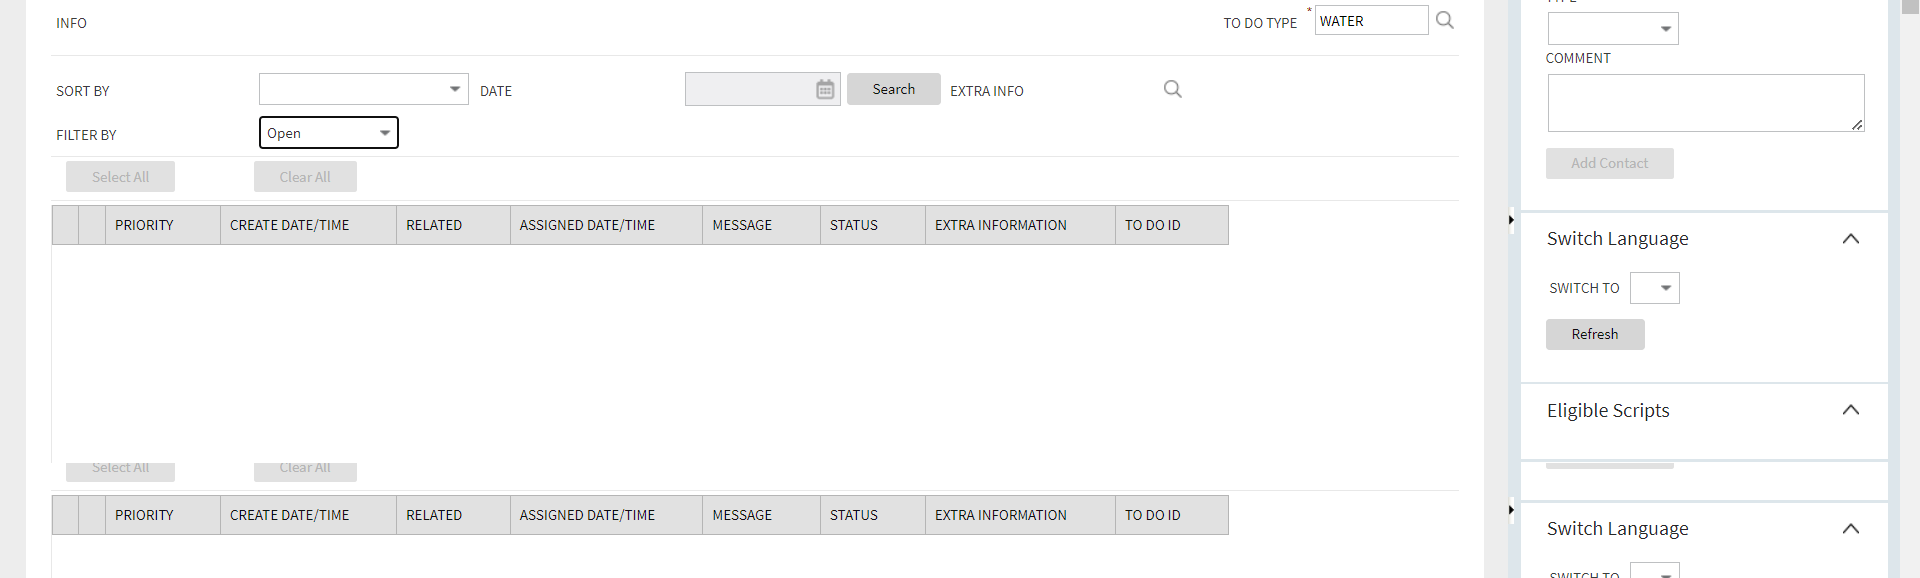 INFO
TO DO TYPE * WATER
SORT BY
DATE
Search
EXTRA INFO
FILTER BY
Open
Select All
Clear All
PRIORITY CREATE DATE/TIME RELATED ASSIGNED DATE/TIME MESSAGE STATUS EXTRA INFORMATION TO DO ID
Select All
Clear All
PRIORITY CREATE DATE/TIME RELATED ASSIGNED DATE/TIME MESSAGE STATUS EXTRA INFORMATION TO DO ID
COMMENT
Add Contact
Switch Language
SWITCH TO
Refresh
Eligible Scripts
Switch Language
SWITCH TO